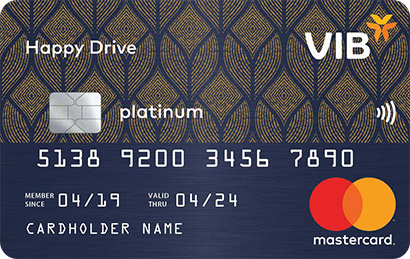 Happy Drive
VIB
platinum
5138 9200 3456 7890
MEMBER SINCE 04/19 VALID THRU 04/24
CARDHOLDER NAME
mastercard.